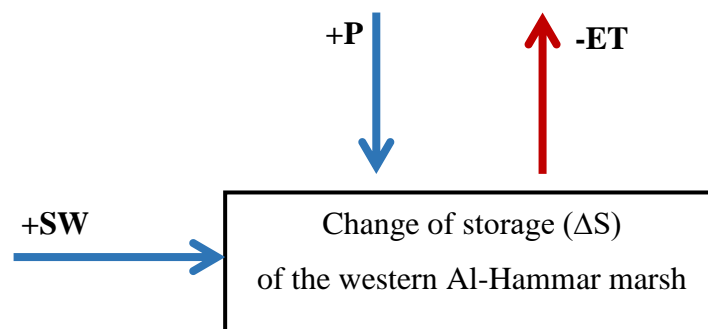 +P
-ET
+SW
Change of storage (ΔS)
of the western Al-Hammar marsh